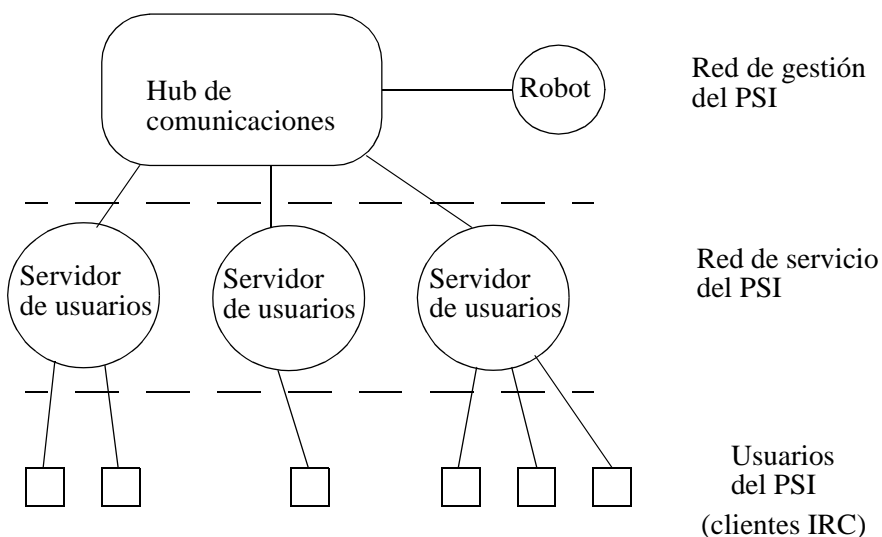 Hub de
comunicaciones
Robot
Red de gestión
del PSI
Servidor
de usuarios
Servidor
de usuarios
Servidor
de usuarios
Red de servicio
del PSI
Usuarios
del PSI
(clientes IRC)